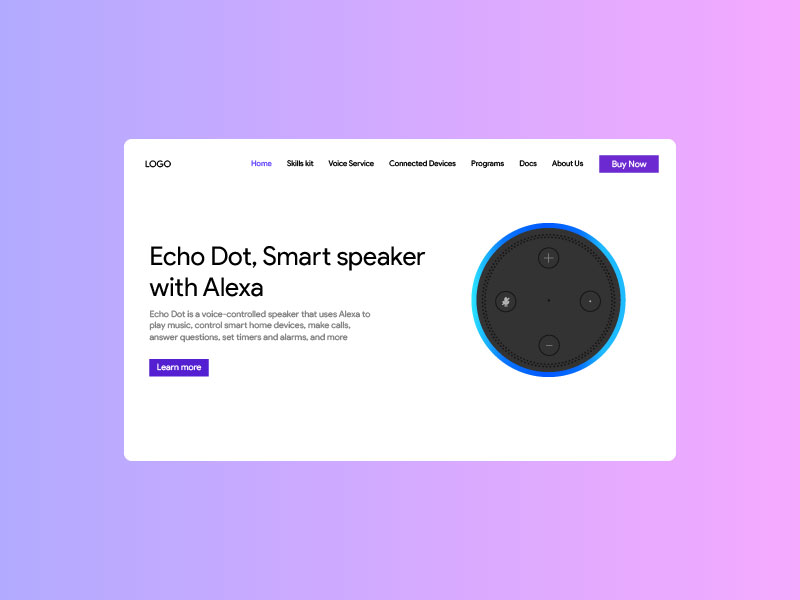 LOGO Home Skills kit Voice Service Connected Devices Programs Docs About Us Buy Now
Echo Dot, Smart speaker
with Alexa
Echo Dot is a voice-controlled speaker that uses Alexa to
play music, control smart home devices, make calls,
answer questions, set timers and alarms, and more
Learn more